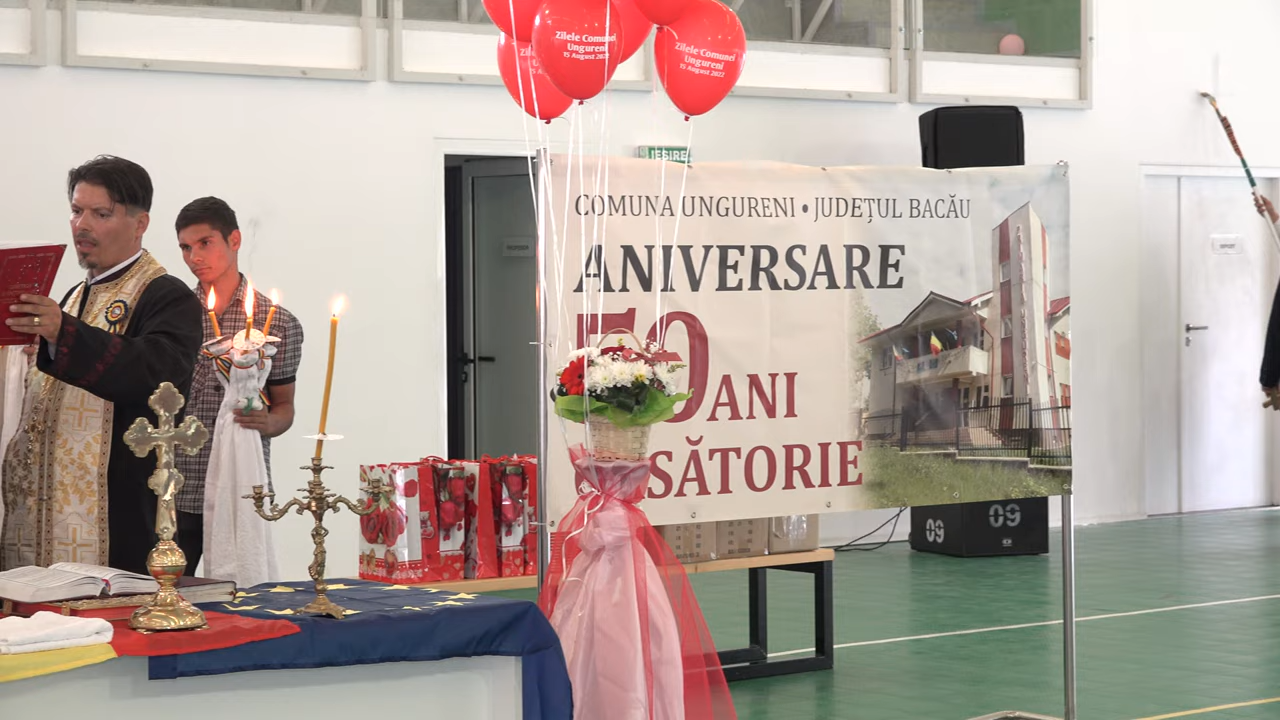 Zilele Comunei
Ungureni
15 August 2022
Zilele Comunei
Ungureni
15 August 2022
IEȘIRE
COMUNA UNGURENI • JUDEȚUL BACĂU
ANIVERSARE
50 ANI
SĂTORIE
09
09